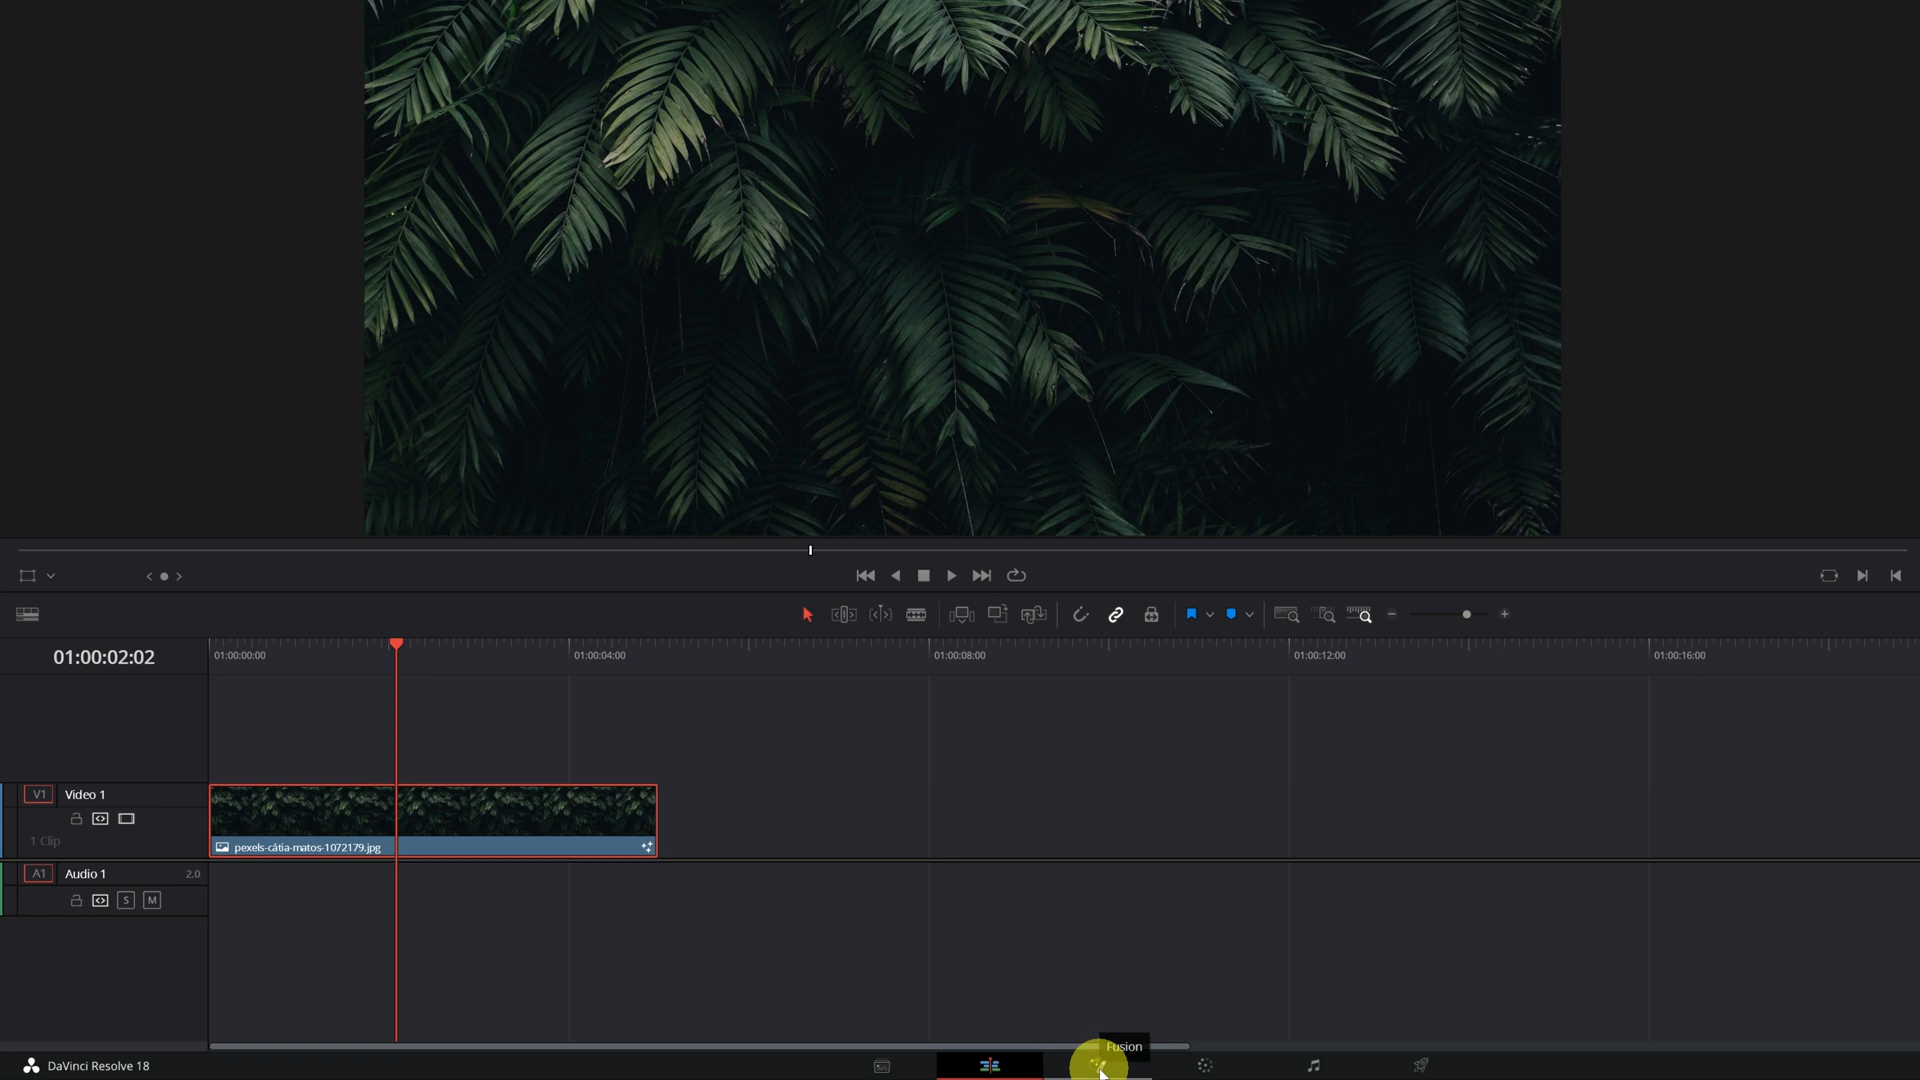 01:00:02:02
01:00:00:00
01:00:04:00
01:00:08:00
01:00:12:00
01:00:16:00
V1 Video 1
1 Clip
pexels-cátia-matos-1072179.jpg
A1 Audio 1 2.0
S M
Fusion
DaVinci Resolve 18